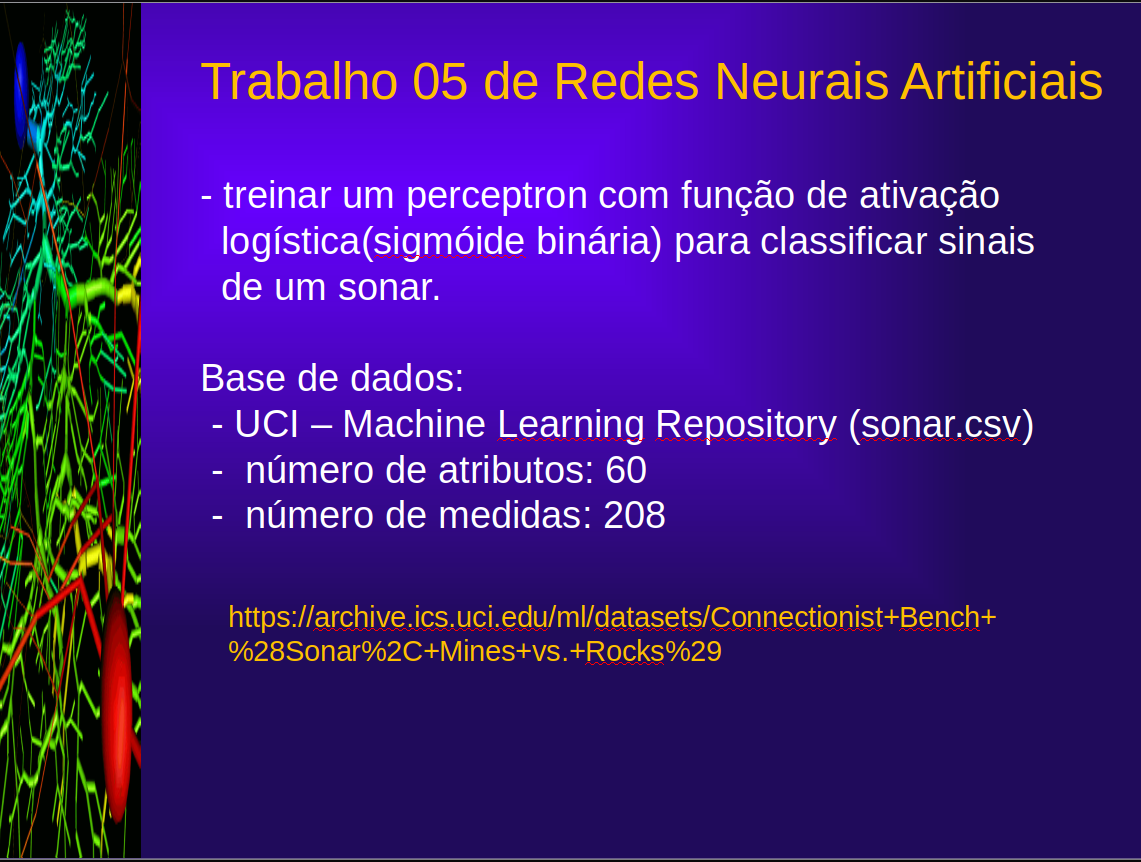 Trabalho 05 de Redes Neurais Artificiais
- treinar um perceptron com função de ativação
logística(sigmóide binária) para classificar sinais
de um sonar.
Base de dados:
- UCI – Machine Learning Repository (sonar.csv)
- número de atributos: 60
- número de medidas: 208
https://archive.ics.uci.edu/ml/datasets/Connectionist+Bench+
%28Sonar%2C+Mines+vs.+Rocks%29